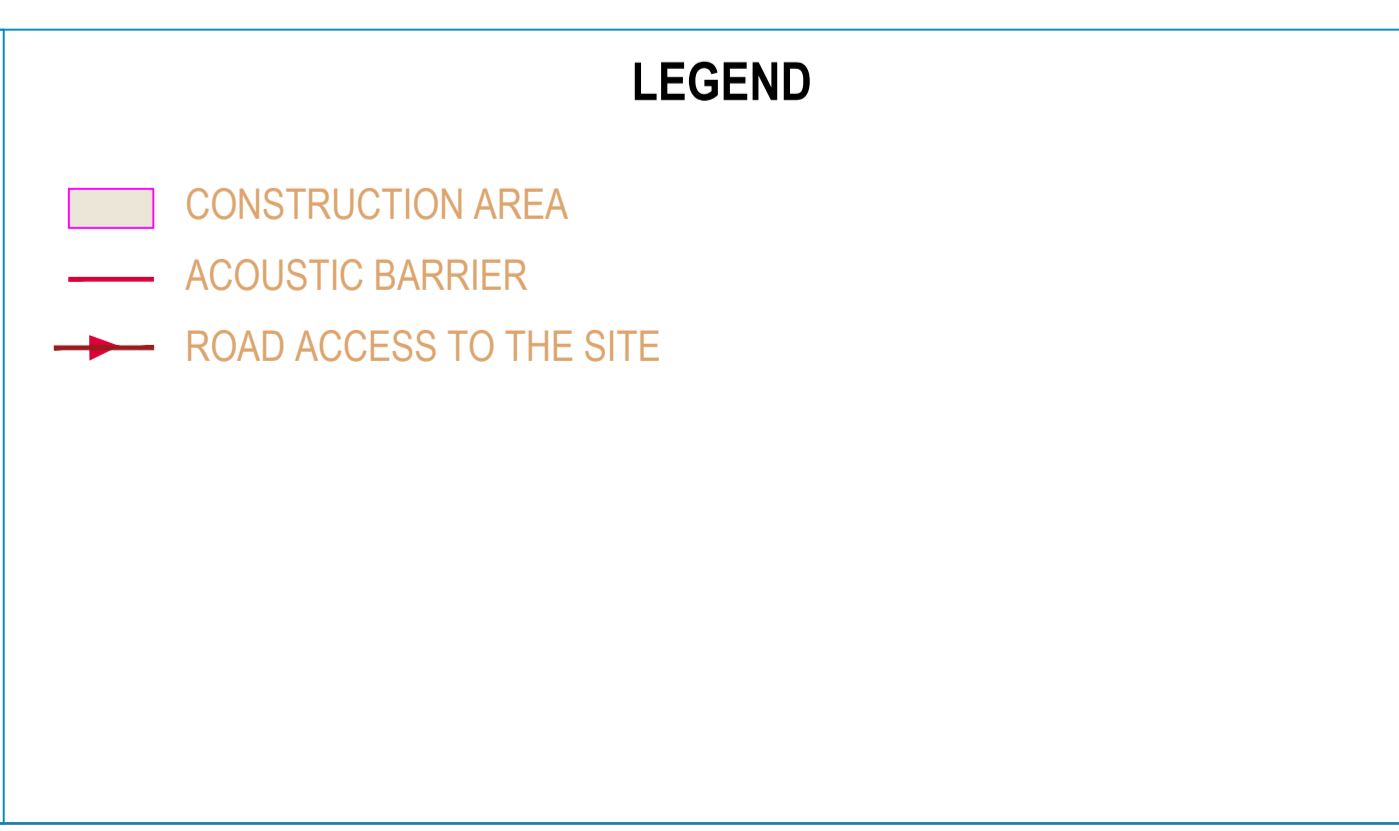 LEGEND
CONSTRUCTION AREA
ACOUSTIC BARRIER
ROAD ACCESS TO THE SITE